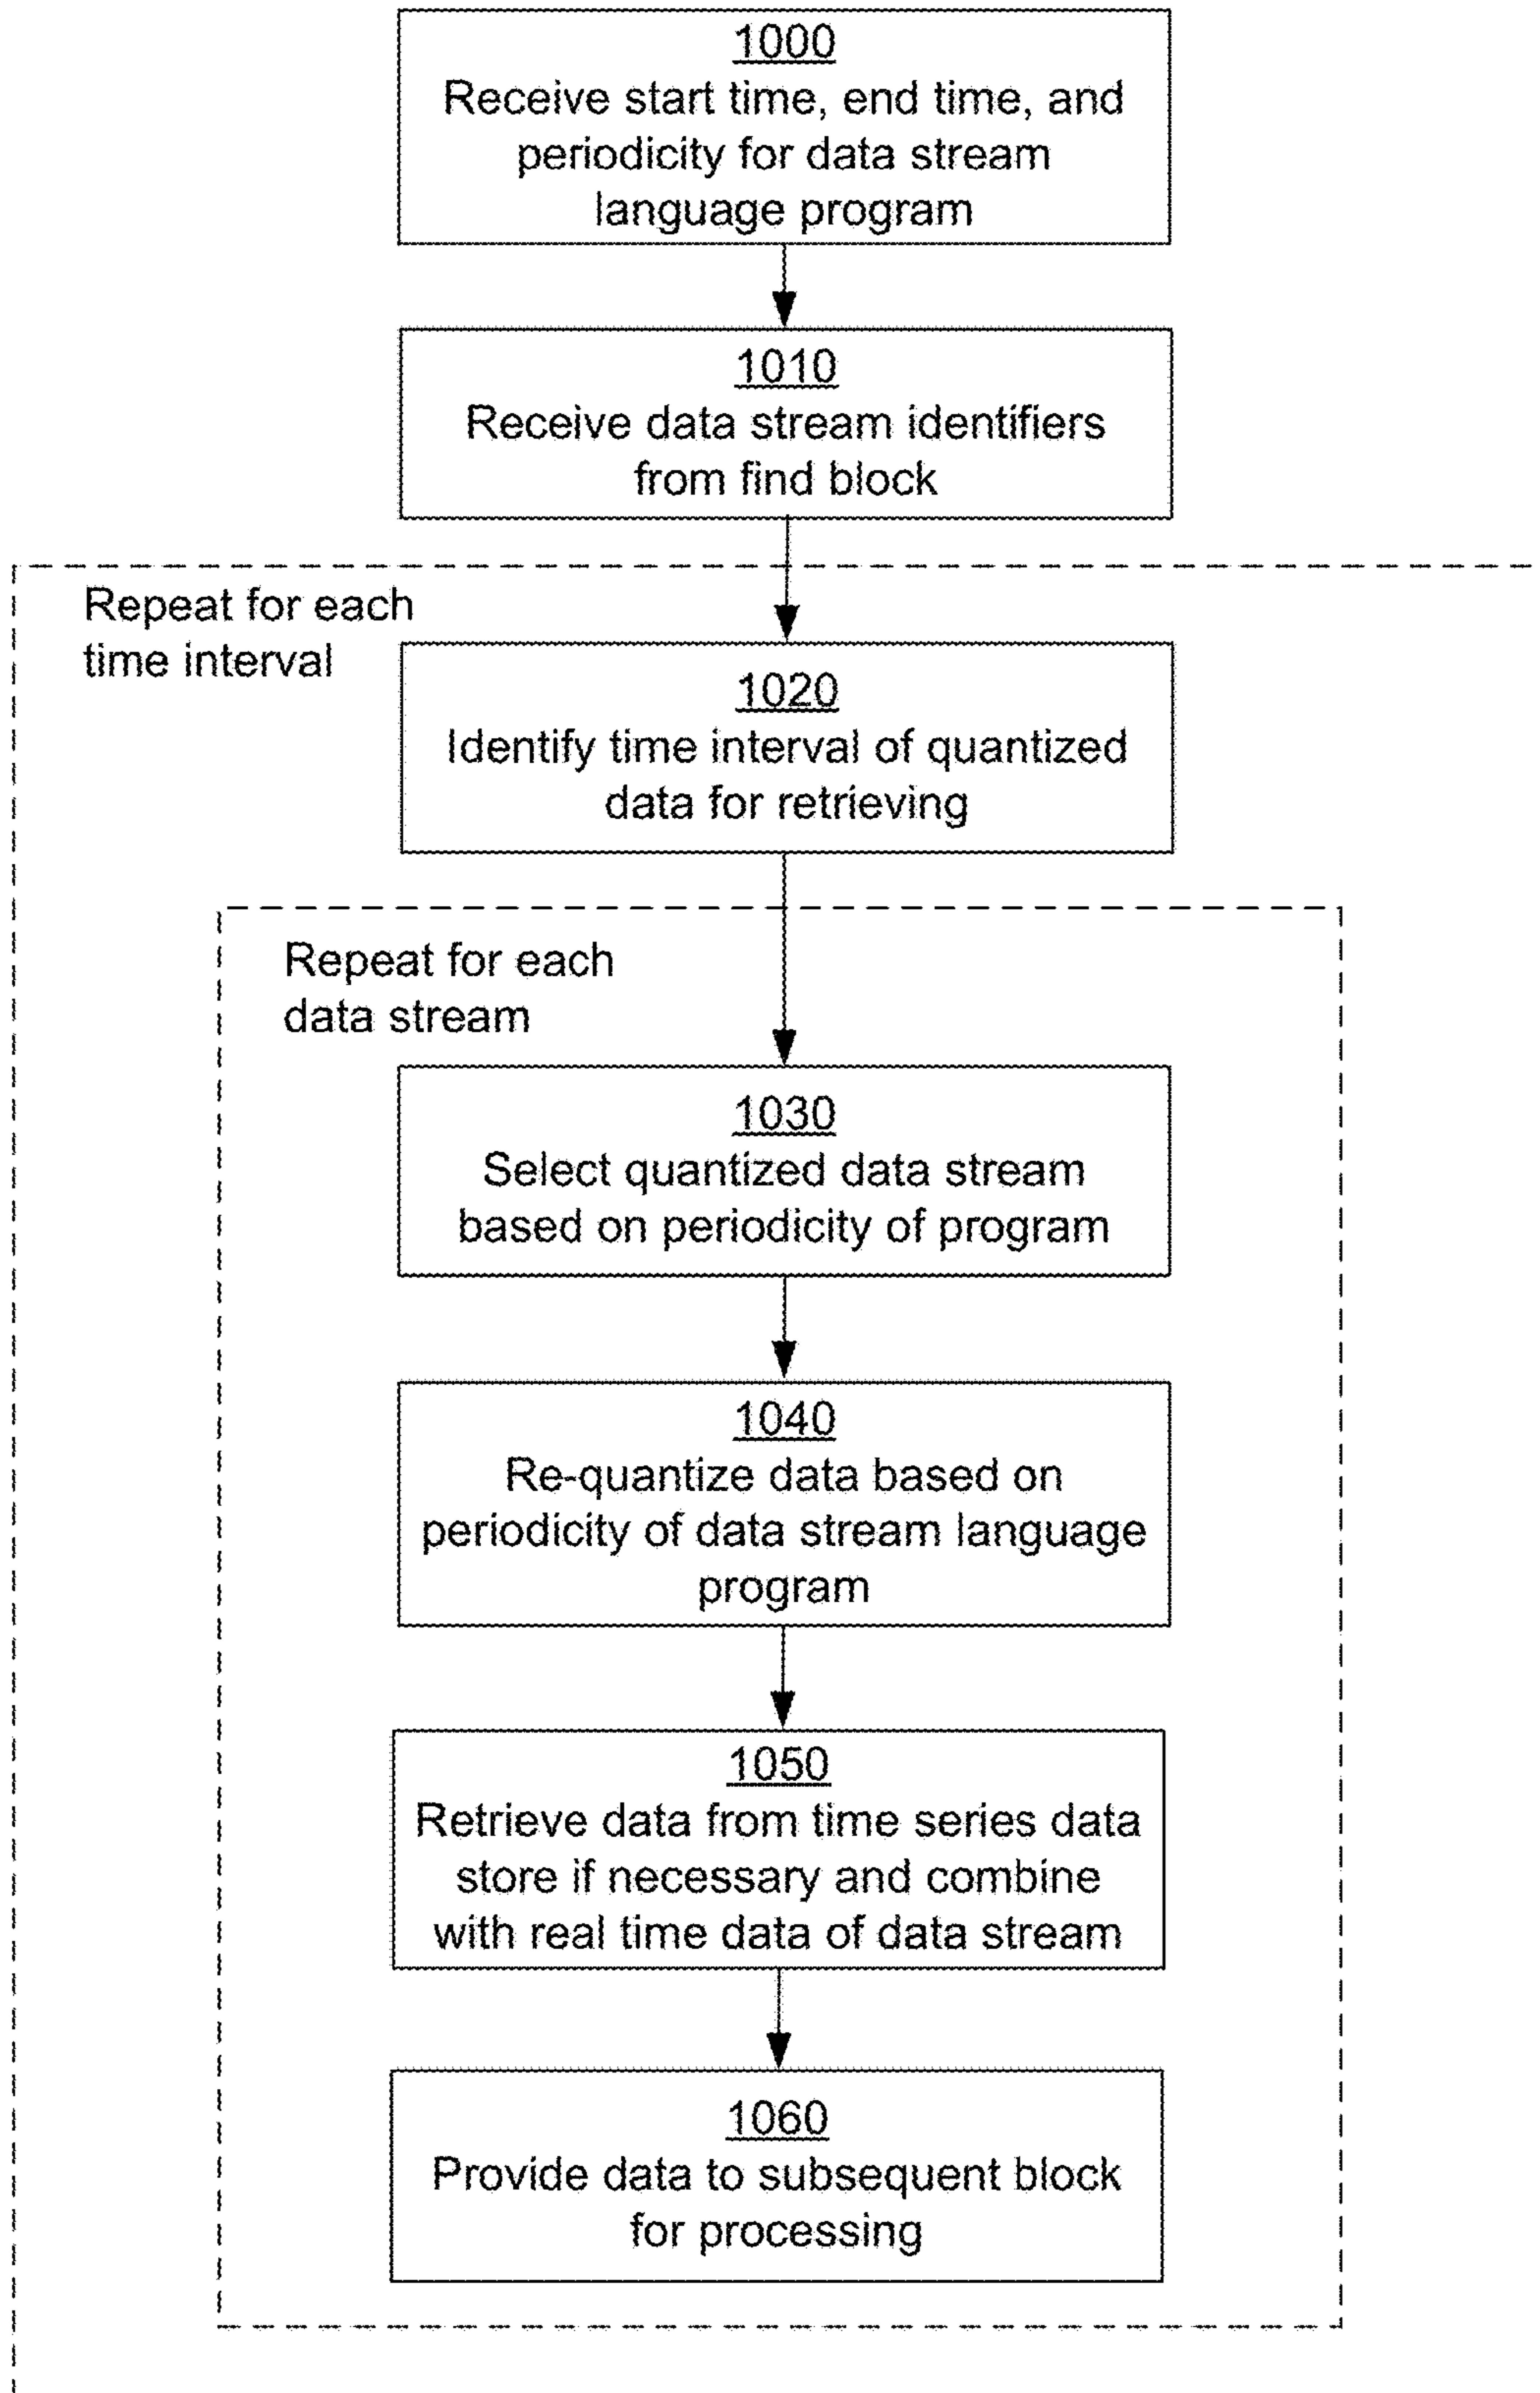 1000
Receive start time, end time, and
periodicity for data stream
language program
1010
Receive data stream identifiers
from find block
Repeat for each
time interval
1020
Identify time interval of quantized
data for retrieving
Repeat for each
data stream
1030
Select quantized data stream
based on periodicity of program
1040
Re-quantize data based on
periodicity of data stream language
program
1050
Retrieve data from time series data
store if necessary and combine
with real time data of data stream
1060
Provide data to subsequent block
for processing